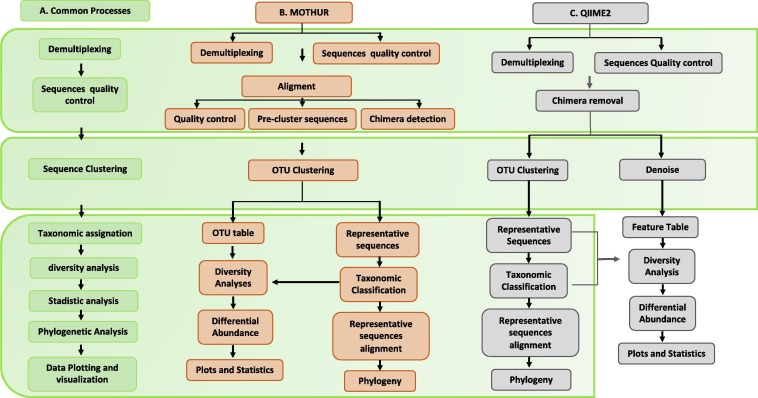 A. Common Processes
Demultiplexing
Sequences quality
control
Sequence Clustering
Taxonomic assignation
diversity analysis
Stadistic analysis
Phylogenetic Analysis
Data Plotting and
visualization
B. MOTHUR
Demultiplexing
Sequences quality control
Aligment
Quality control
Pre-cluster sequences
Chimera detection
OTU Clustering
OTU table
Diversity
Analyses
Differential
Abundance
Plots and Statistics
Representative
sequences
Taxonomic
Classification
Representative
sequences
alignment
Phylogeny
C. QIIME2
Demultiplexing
Sequences Quality control
Chimera removal
OTU Clustering
Denoise
Representative
Sequences
Taxonomic
Classification
Representative
sequences
alignment
Phylogeny
Feature Table
Diversity
Analysis
Differential
Abundance
Plots and Statistics